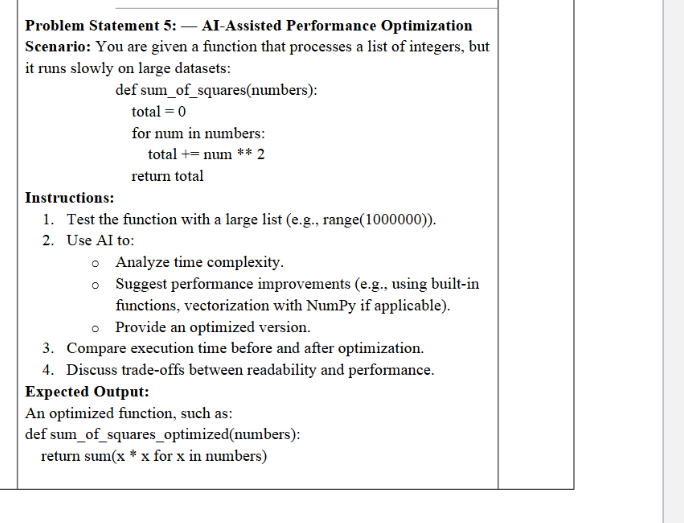 Problem Statement 5: — AI-Assisted Performance Optimization
Scenario: You are given a function that processes a list of integers, but
it runs slowly on large datasets:
def sum_of_squares(numbers):
total = 0
for num in numbers:
total += num ** 2
return total
Instructions:
1. Test the function with a large list (e.g., range(1000000)).
2. Use AI to:
o Analyze time complexity.
o Suggest performance improvements (e.g., using built-in
functions, vectorization with NumPy if applicable).
o Provide an optimized version.
3. Compare execution time before and after optimization.
4. Discuss trade-offs between readability and performance.
Expected Output:
An optimized function, such as:
def sum_of_squares_optimized(numbers):
return sum(x * x for x in numbers)